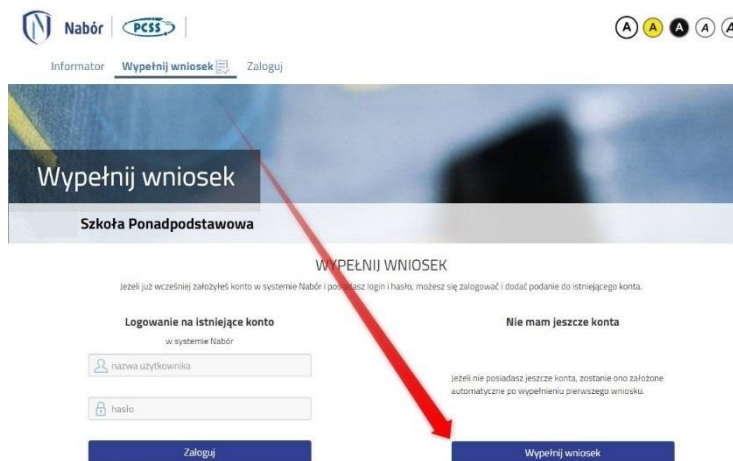 Nabór PCSS
A A A A A
Informator Wypełnij wniosek Zaloguj
Wypełnij wniosek
Szkoła Ponadpodstawowa
WYPEŁNIJ WNIOSEK
Jeżeli już wcześniej założyłeś konto w systemie Nabór i posiadasz login i hasło, możesz się zalogować i dodać podanie do istniejącego konta.
Logowanie na istniejące konto
w systemie Nabór
nazwa użytkownika
hasło
Zaloguj
Nie mam jeszcze konta
Jeżeli nie posiadasz jeszcze konta, zostanie ono założone
automatyczne po wypełnieniu pierwszego wniosku.
Wypełnij wniosek